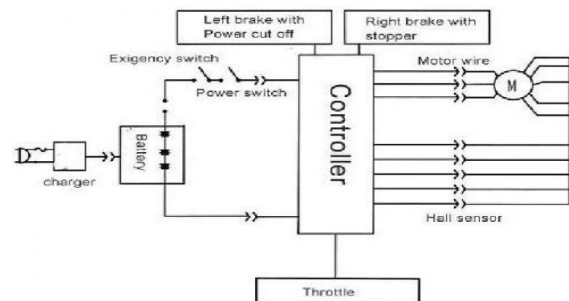 Left brake with
Power cut off
Right brake with
stopper
Exigency switch
Power switch
Motor wire
M
Controller
Battery
charger
Hall sensor
Throttle